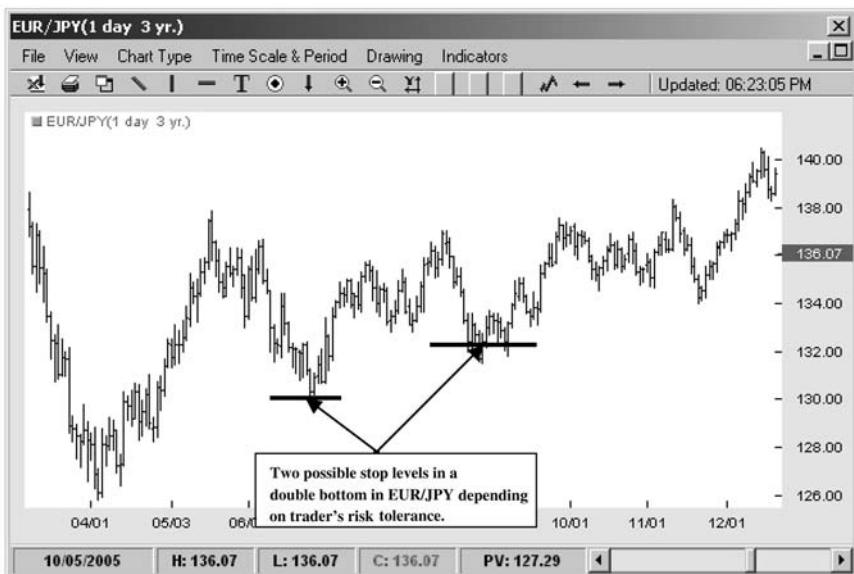 EUR/JPY(1 day 3 yr.)
File View Chart Type Time Scale & Period Drawing Indicators
T Updated: 06:23:05 PM
EUR/JPY(1 day 3 yr.)
140.00
138.00
136.07
134.00
132.00
130.00
128.00
126.00
Two possible stop levels in a
double bottom in EUR/JPY depending
on trader's risk tolerance.
04/01 05/03 10/01 11/01 12/01
10/05/2005 H: 136.07 L: 136.07 C: 136.07 PV: 127.29